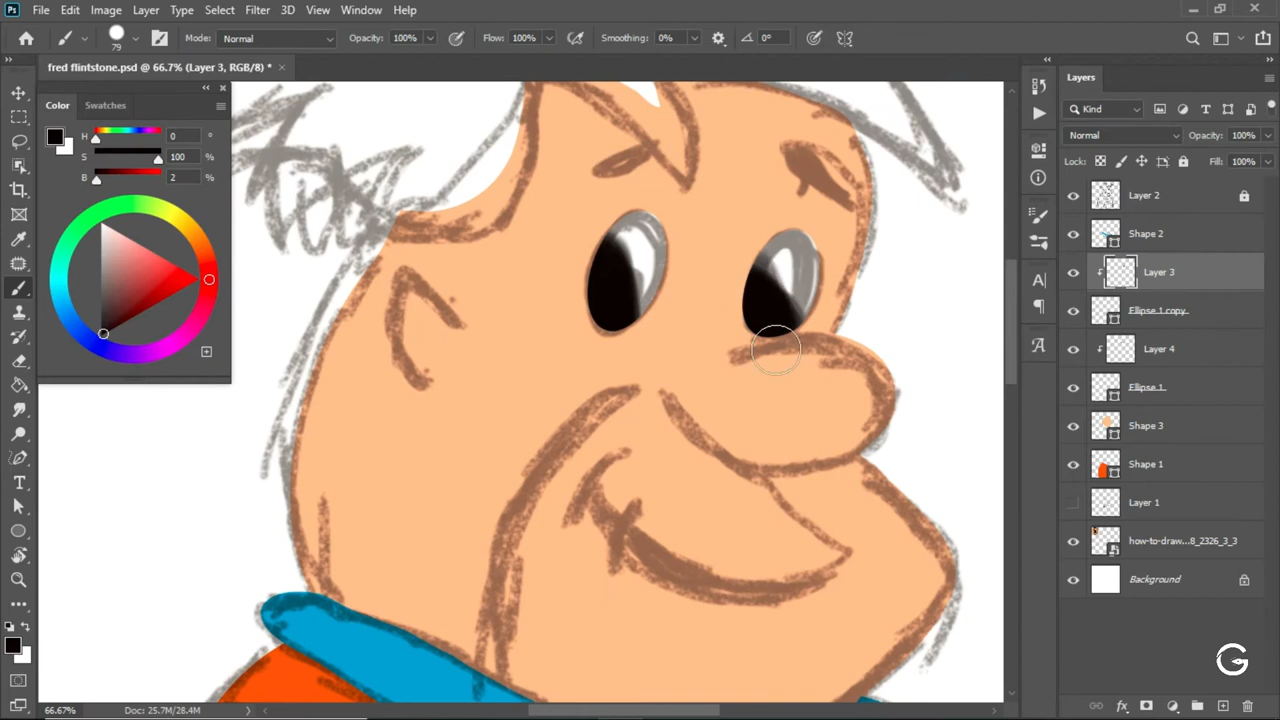 Ps File Edit Image Layer Type Select Filter 3D View Window Help
79 Mode: Normal Opacity: 100% Flow: 100% Smoothing: 0% 0°
fred flintstone.psd @ 66.7% (Layer 3, RGB/8) *
Color Swatches
H 0 °
S 100 %
B 2 %
Layers
Kind
Normal Opacity: 100%
Lock: Fill: 100%
Layer 2
Shape 2
Layer 3
Ellipse 1 copy
Layer 4
Ellipse 1
Shape 3
Shape 1
Layer 1
how-to-draw...8_2326_3_3
Background
66.67% Doc: 25.7M/28.4M